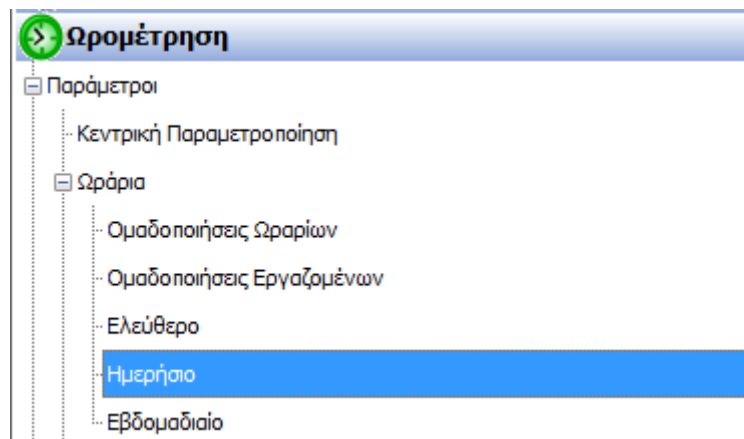 Ωρομέτρηση
Παράμετροι
Κεντρική Παραμετροποίηση
Ωράρια
Ομαδοποιήσεις Ωραρίων
Ομαδοποιήσεις Εργαζομένων
Ελεύθερο
Ημερήσιο
Εβδομαδιαίο